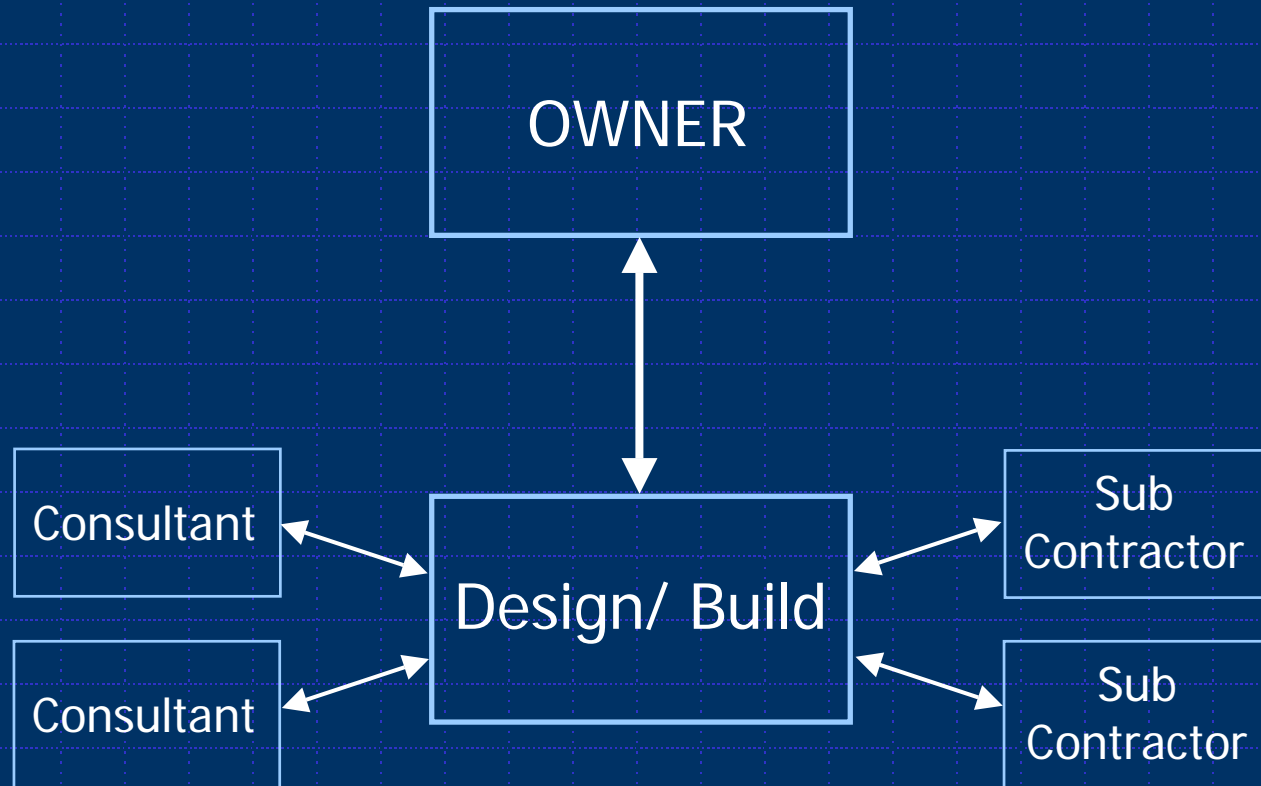 OWNER
Consultant
Design/ Build
Sub
Contractor
Consultant
Sub
Contractor